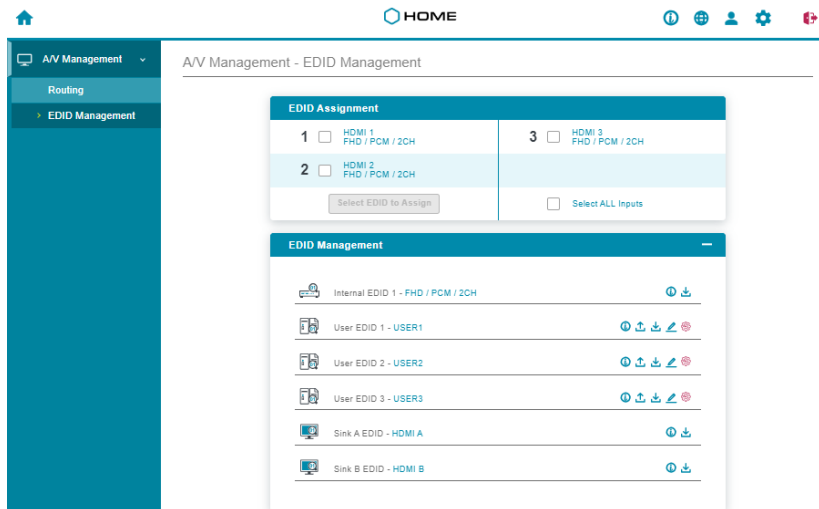 HOME
A/V Management
Routing
> EDID Management
A/V Management - EDID Management
EDID Assignment
1 HDMI 1
FHD / PCM / 2CH
3 HDMI 3
FHD / PCM / 2CH
2 HDMI 2
FHD / PCM / 2CH
Select EDID to Assign
Select ALL Inputs
EDID Management
Internal EDID 1 - FHD / PCM / 2CH
User EDID 1 - USER1
User EDID 2 - USER2
User EDID 3 - USER3
Sink A EDID - HDMI A
Sink B EDID - HDMI B